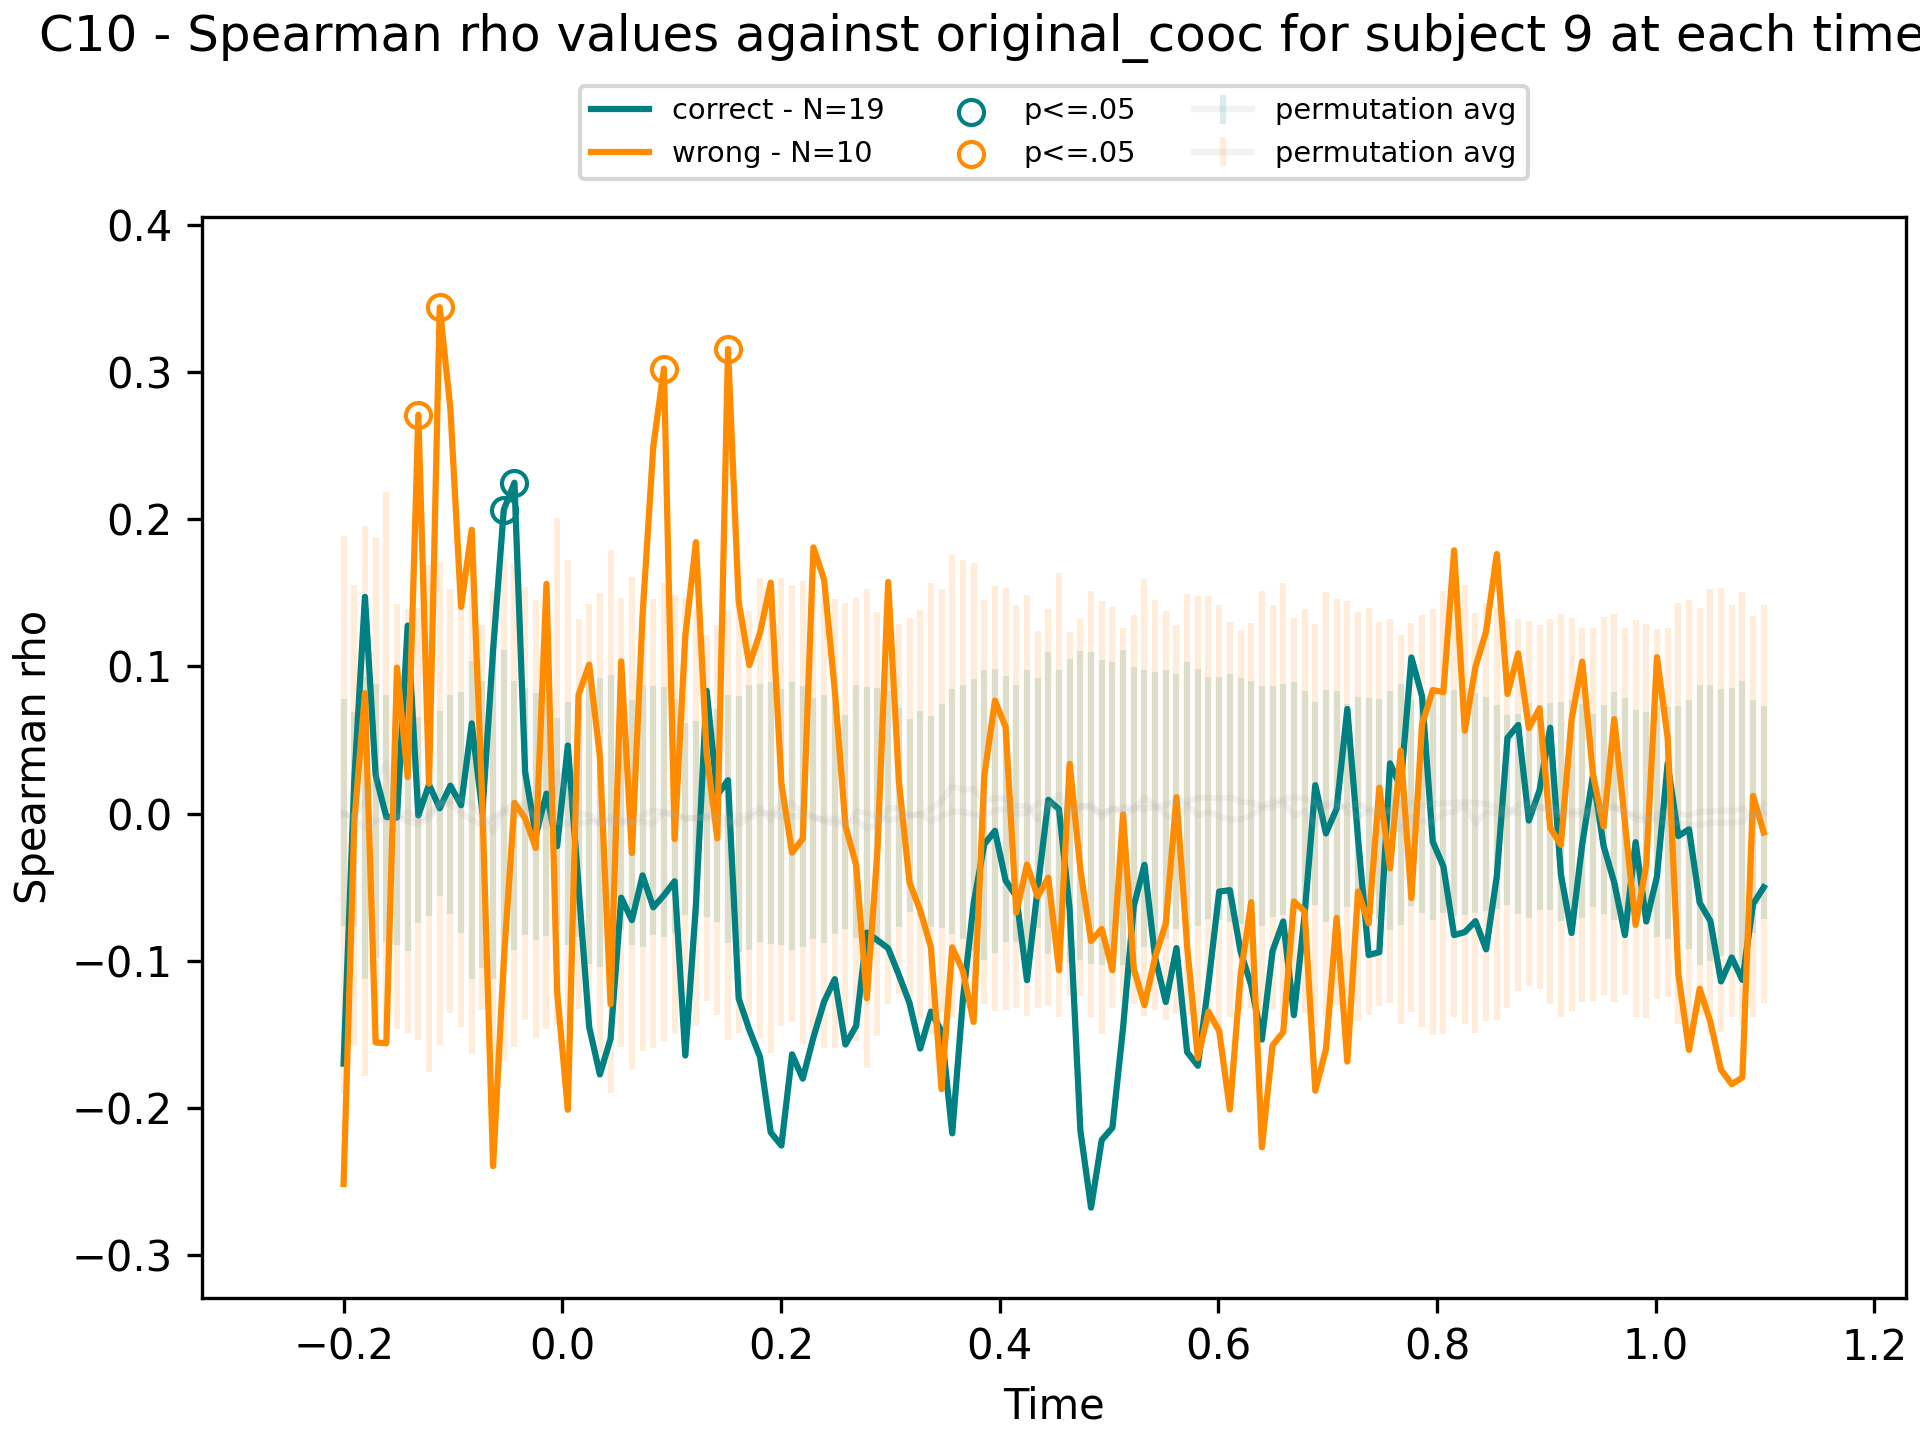 C10 - Spearman rho values against original_cooc for subject 9 at each time
correct - N=19
wrong - N=10
p<=.05
p<=.05
permutation avg
permutation avg
0.4
0.3
0.2
0.1
0.0
−0.1
−0.2
−0.3
Spearman rho
−0.2 0.0 0.2 0.4 0.6 0.8 1.0 1.2
Time